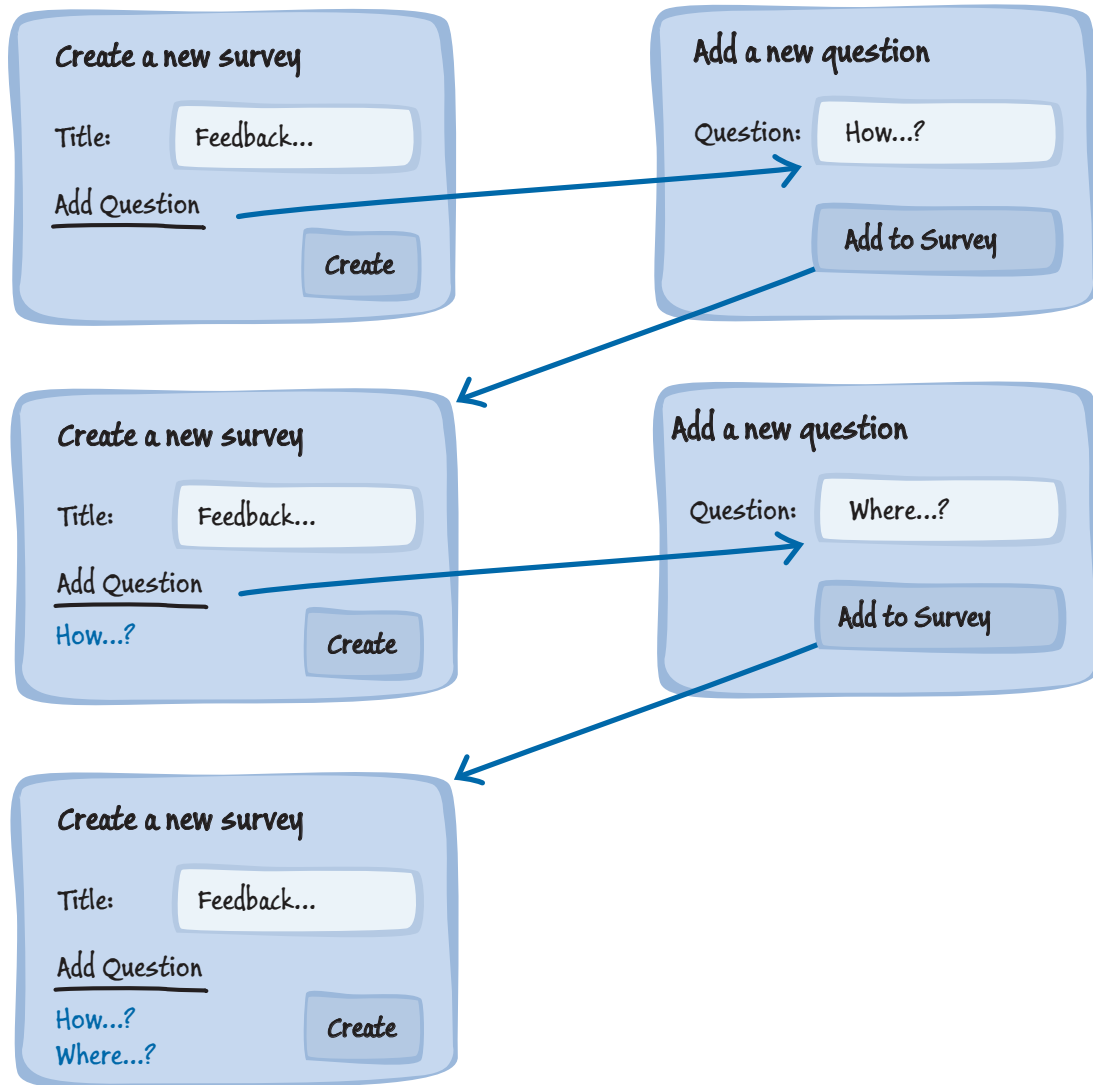 Create a new survey
Title: Feedback...
Add Question
Create
Add a new question
Question: How...?
Add to Survey
Create a new survey
Title: Feedback...
Add Question
How...?
Create
Add a new question
Question: Where...?
Add to Survey
Create a new survey
Title: Feedback...
Add Question
How...?
Create
Where...?